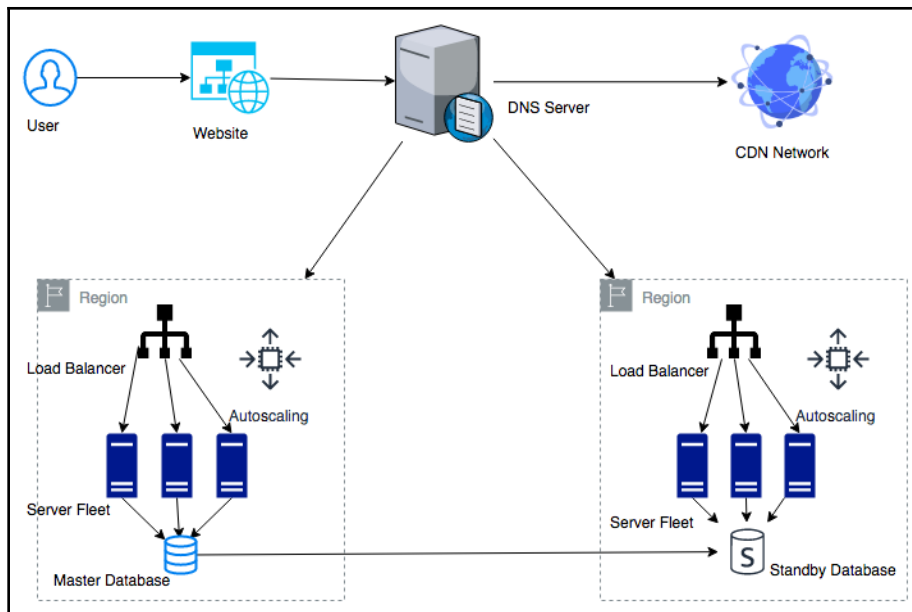 User
Website
DNS Server
CDN Network
Region
Load Balancer
Autoscaling
Server Fleet
Master Database
Region
Load Balancer
Autoscaling
Server Fleet
S
Standby Database